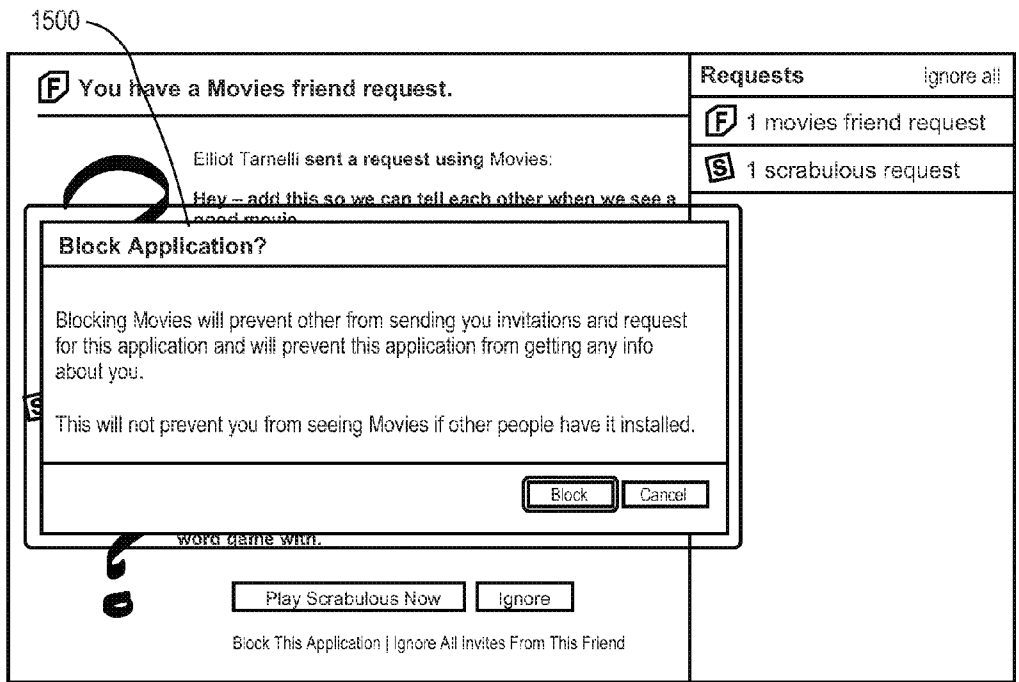 1500
F You have a Movies friend request.
Elliot Tarnelli sent a request using Movies:
Hey – add this so we can tell each other when we see a
good movie
Block Application?
Blocking Movies will prevent other from sending you invitations and request
for this application and will prevent this application from getting any info
about you.
This will not prevent you from seeing Movies if other people have it installed.
Block Cancel
S
word game with.
Play Scrabulous Now Ignore
Block This Application | Ignore All Invites From This Friend
Requests ignore all
F 1 movies friend request
S 1 scrabulous request